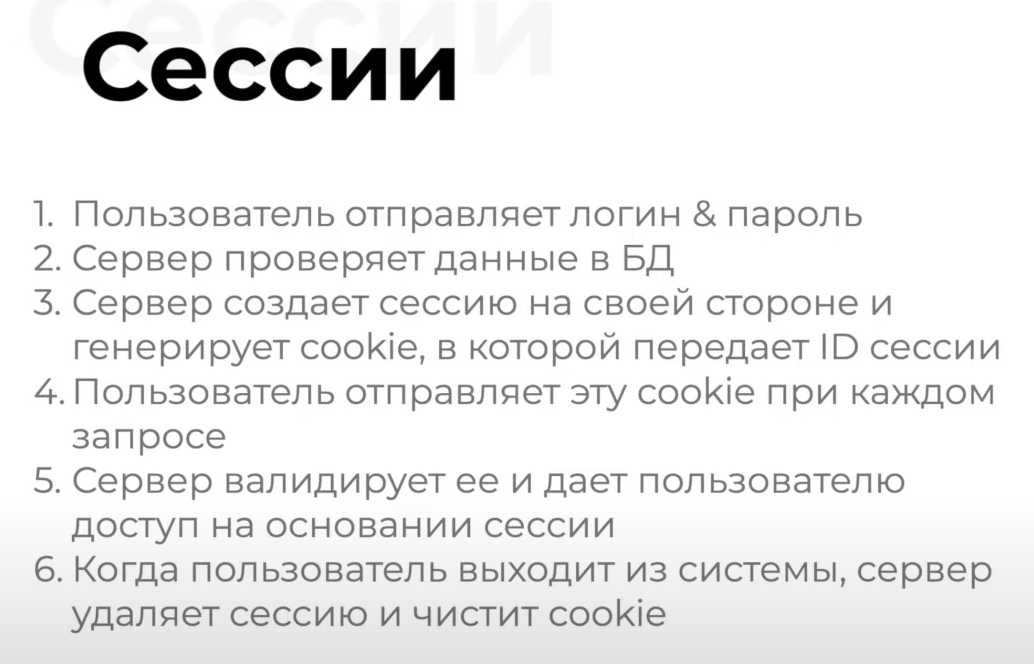 Сессии
1. Пользователь отправляет логин & пароль
2. Сервер проверяет данные в БД
3. Сервер создает сессию на своей стороне и
генерирует cookie, в которой передает ID сессии
4. Пользователь отправляет эту cookie при каждом
запросе
5. Сервер валидирует ее и дает пользователю
доступ на основании сессии
6. Когда пользователь выходит из системы, сервер
удаляет сессию и чистит cookie